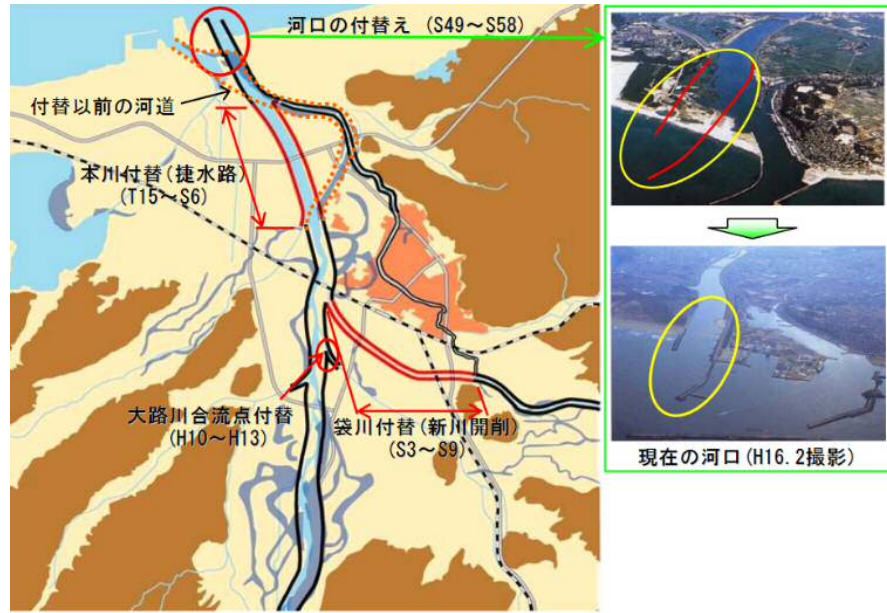 河口の付替え (S49～S58)
付替以前の河道
本川付替(捷水路)
(T15～S6)
大路川合流点付替
(H10～H13)
袋川付替(新川開削)
(S3～S9)
現在の河口(H16.2撮影)